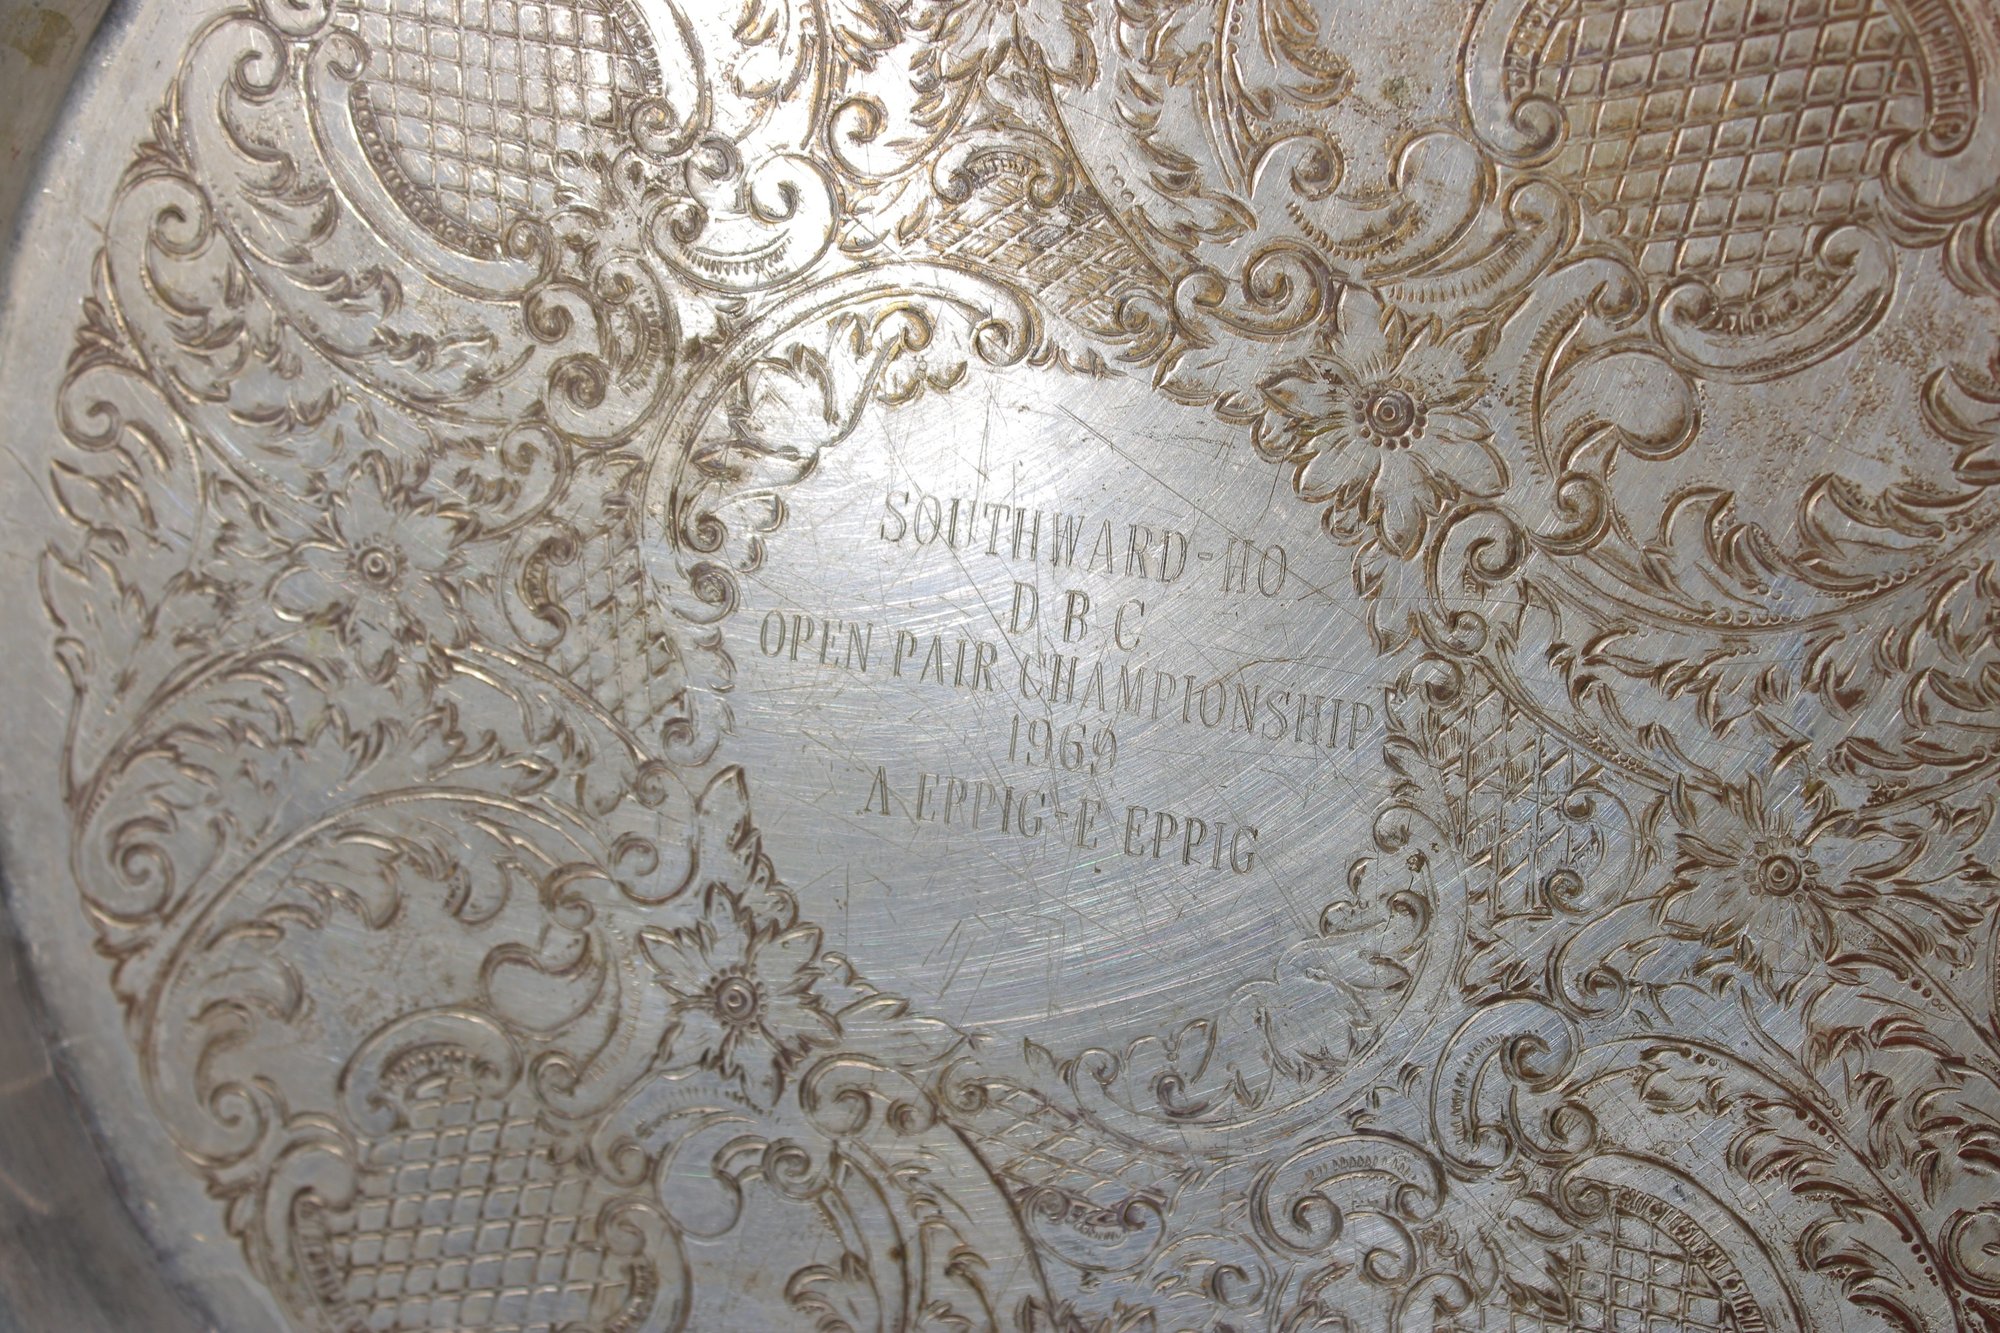 SOUTHWARD-HO
D B C
OPEN PAIR CHAMPIONSHIP
1969
A EPPIG-E EPPIG